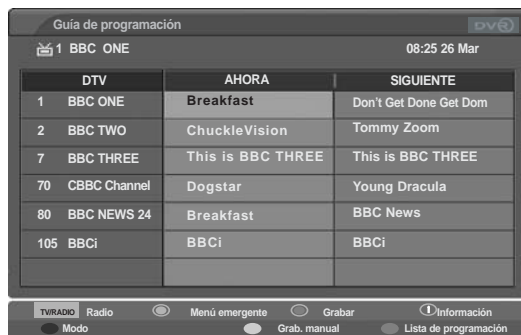 Guía de programación DVR
1 BBC ONE 08:25 26 Mar
DTV AHORA SIGUIENTE
1 BBC ONE Breakfast Don't Get Done Get Dom
2 BBC TWO ChuckleVision Tommy Zoom
7 BBC THREE This is BBC THREE This is BBC THREE
70 CBBC Channel Dogstar Young Dracula
80 BBC NEWS 24 Breakfast BBC News
105 BBCi BBCi BBCi
TV/RADIO Radio Menú emergente Grabar Información
Modo Grab. manual Lista de programación